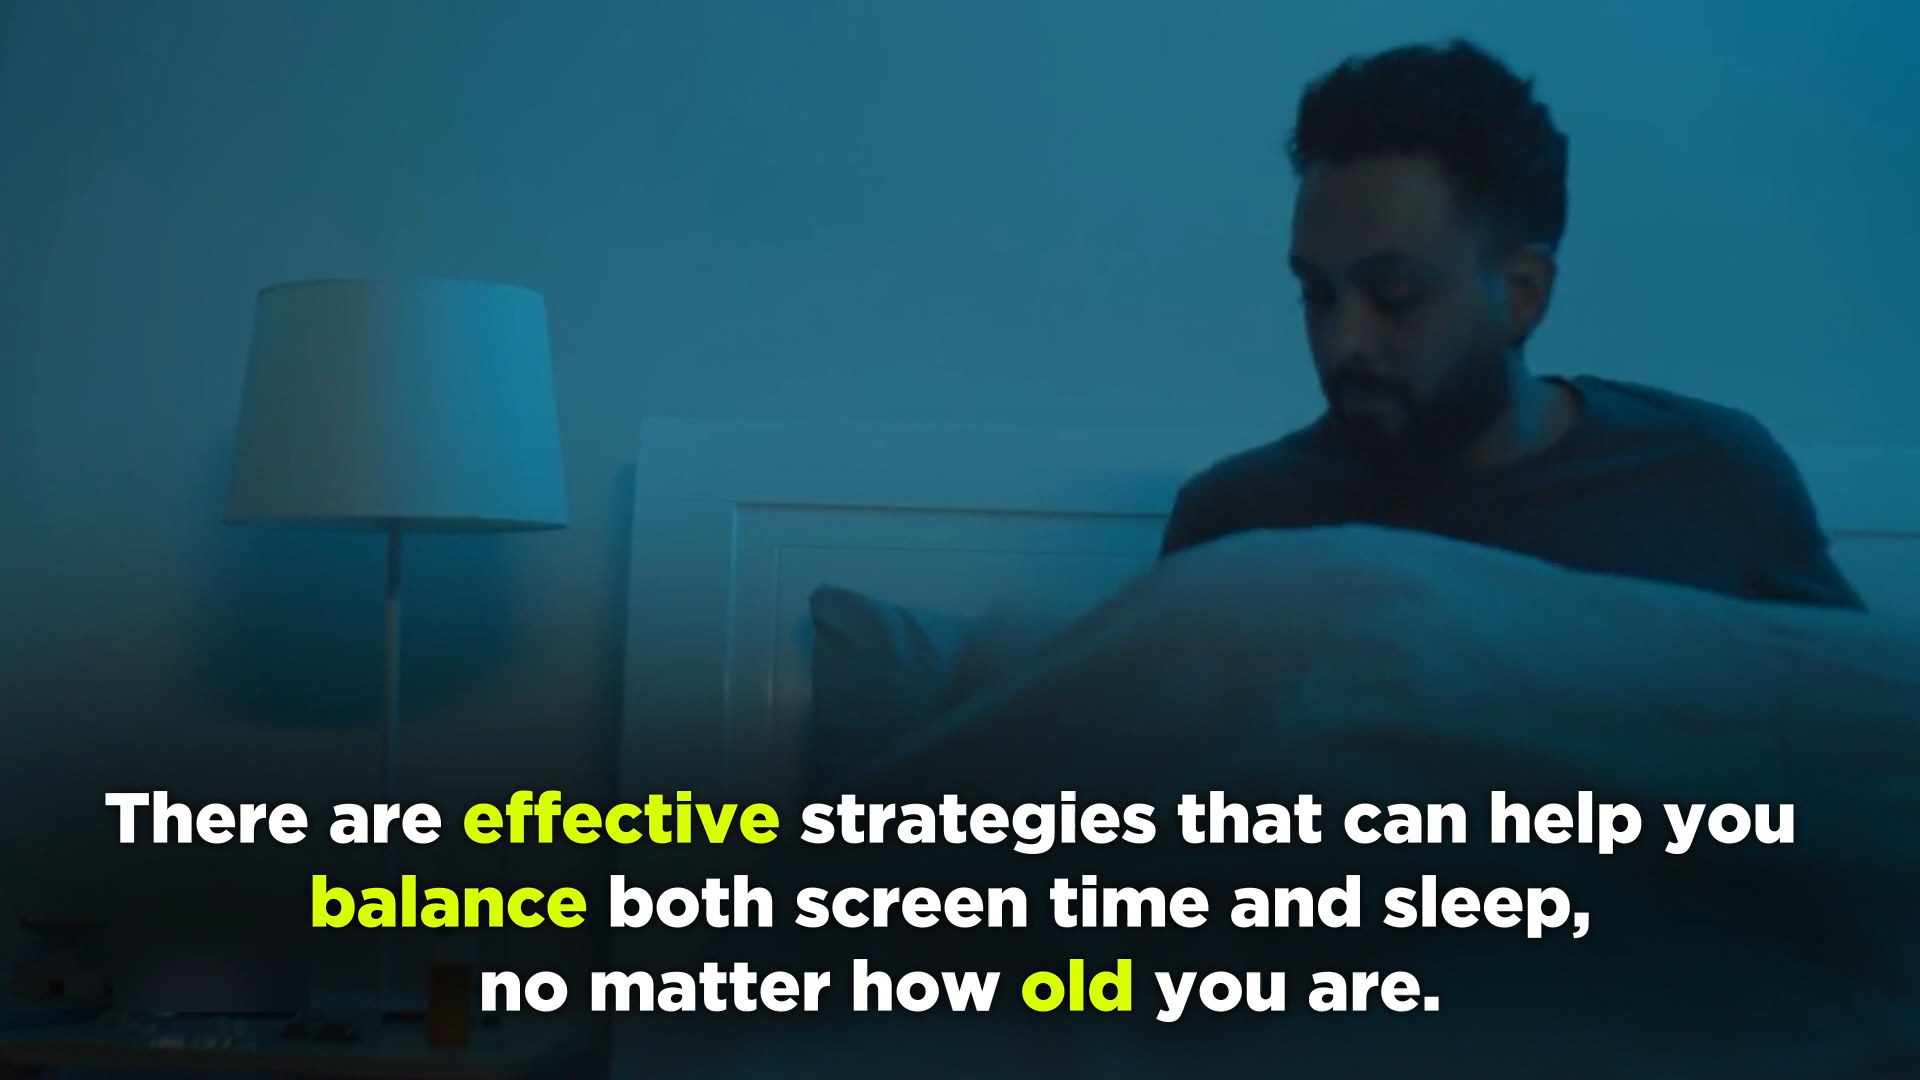 There are effective strategies that can help you
balance both screen time and sleep,
no matter how old you are.